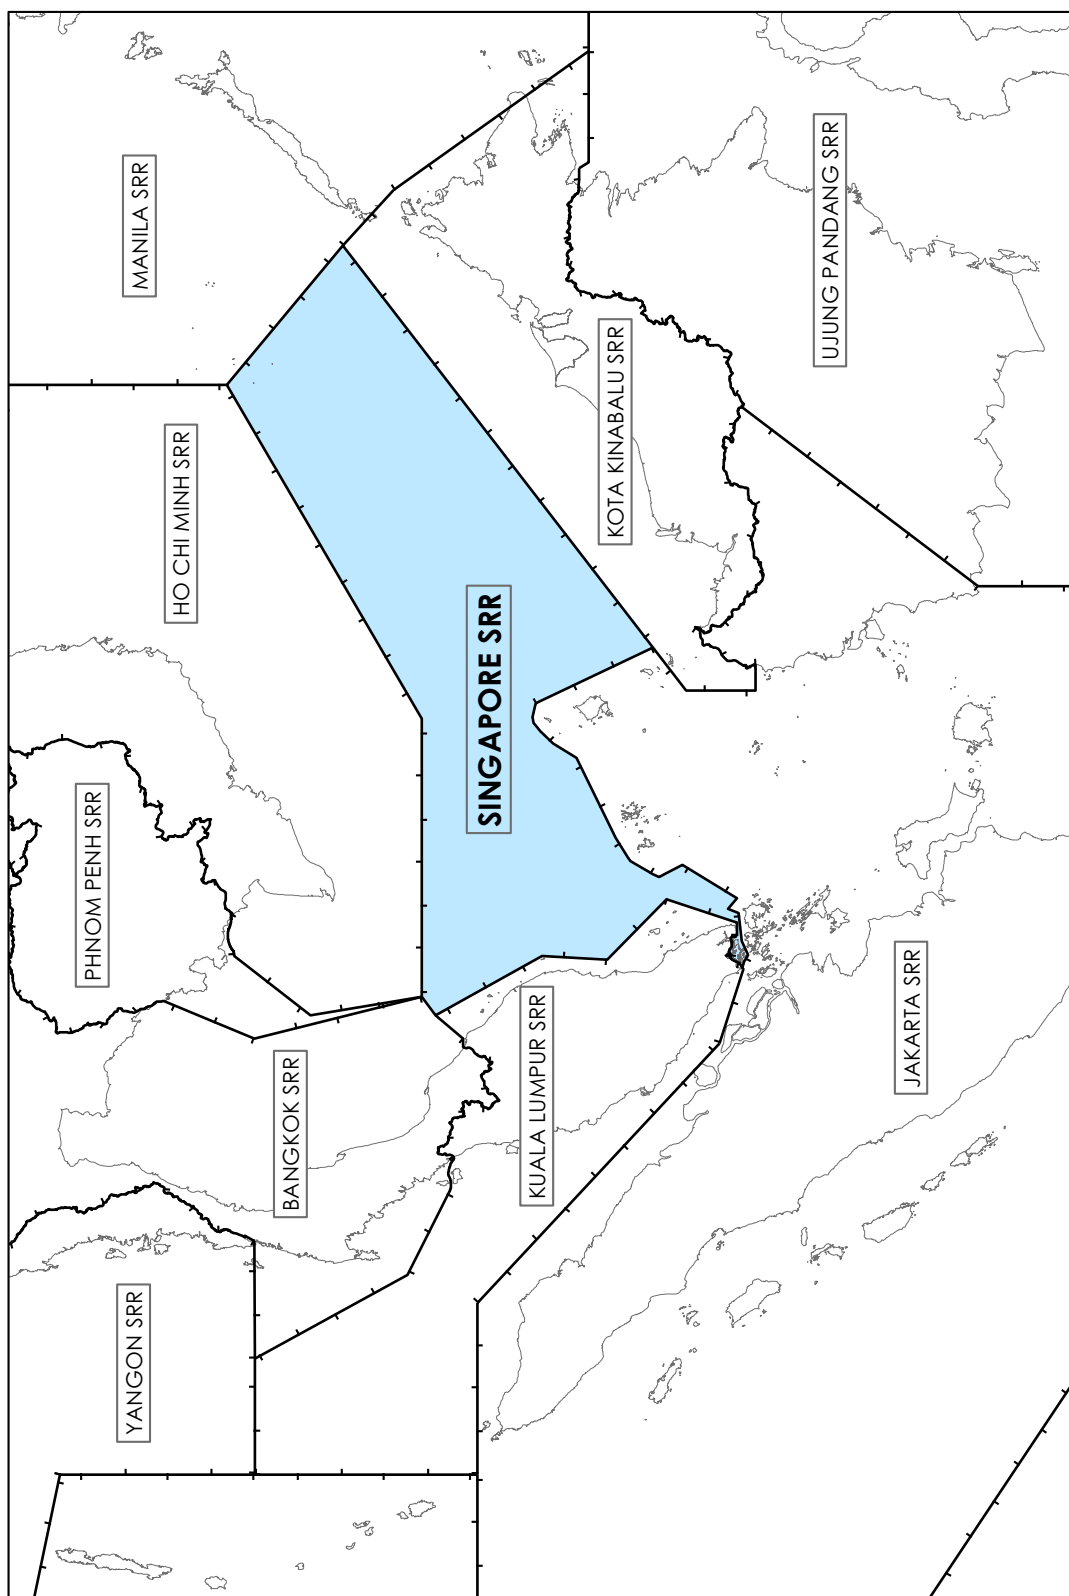 YANGON SRR
BANGKOK SRR
PHNOM PENH SRR
HO CHI MINH SRR
MANILA SRR
KUALA LUMPUR SRR
SINGAPORE SRR
KOTA KINABALU SRR
JAKARTA SRR
UJUNG PANDANG SRR